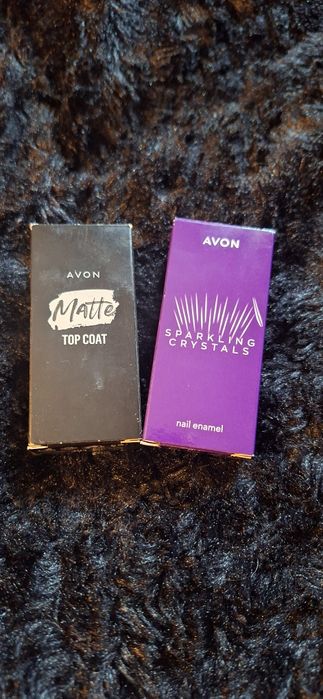 AVON
Matte
TOP COAT
AVON
SPARKLING
CRYSTALS
nail enamel